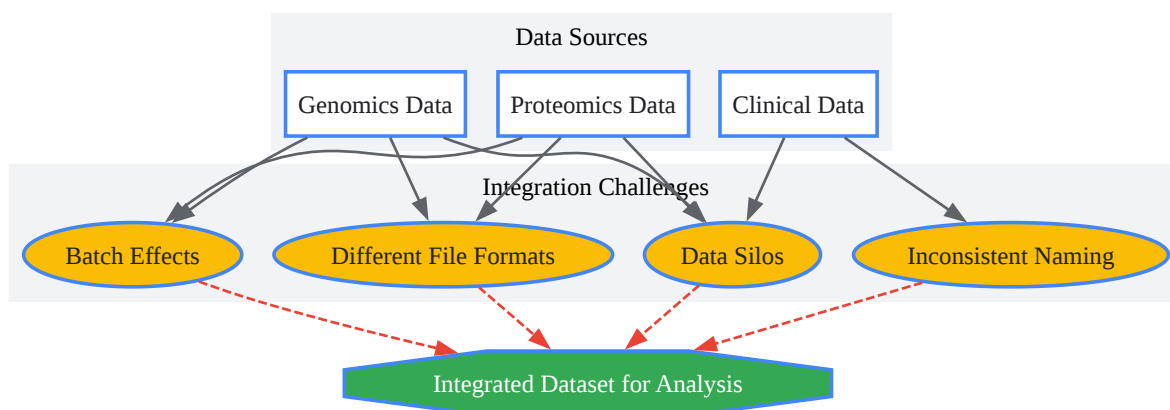 Data Sources
Genomics Data
Proteomics Data
Clinical Data
Integration Challenges
Batch Effects
Different File Formats
Data Silos
Inconsistent Naming
Integrated Dataset for Analysis